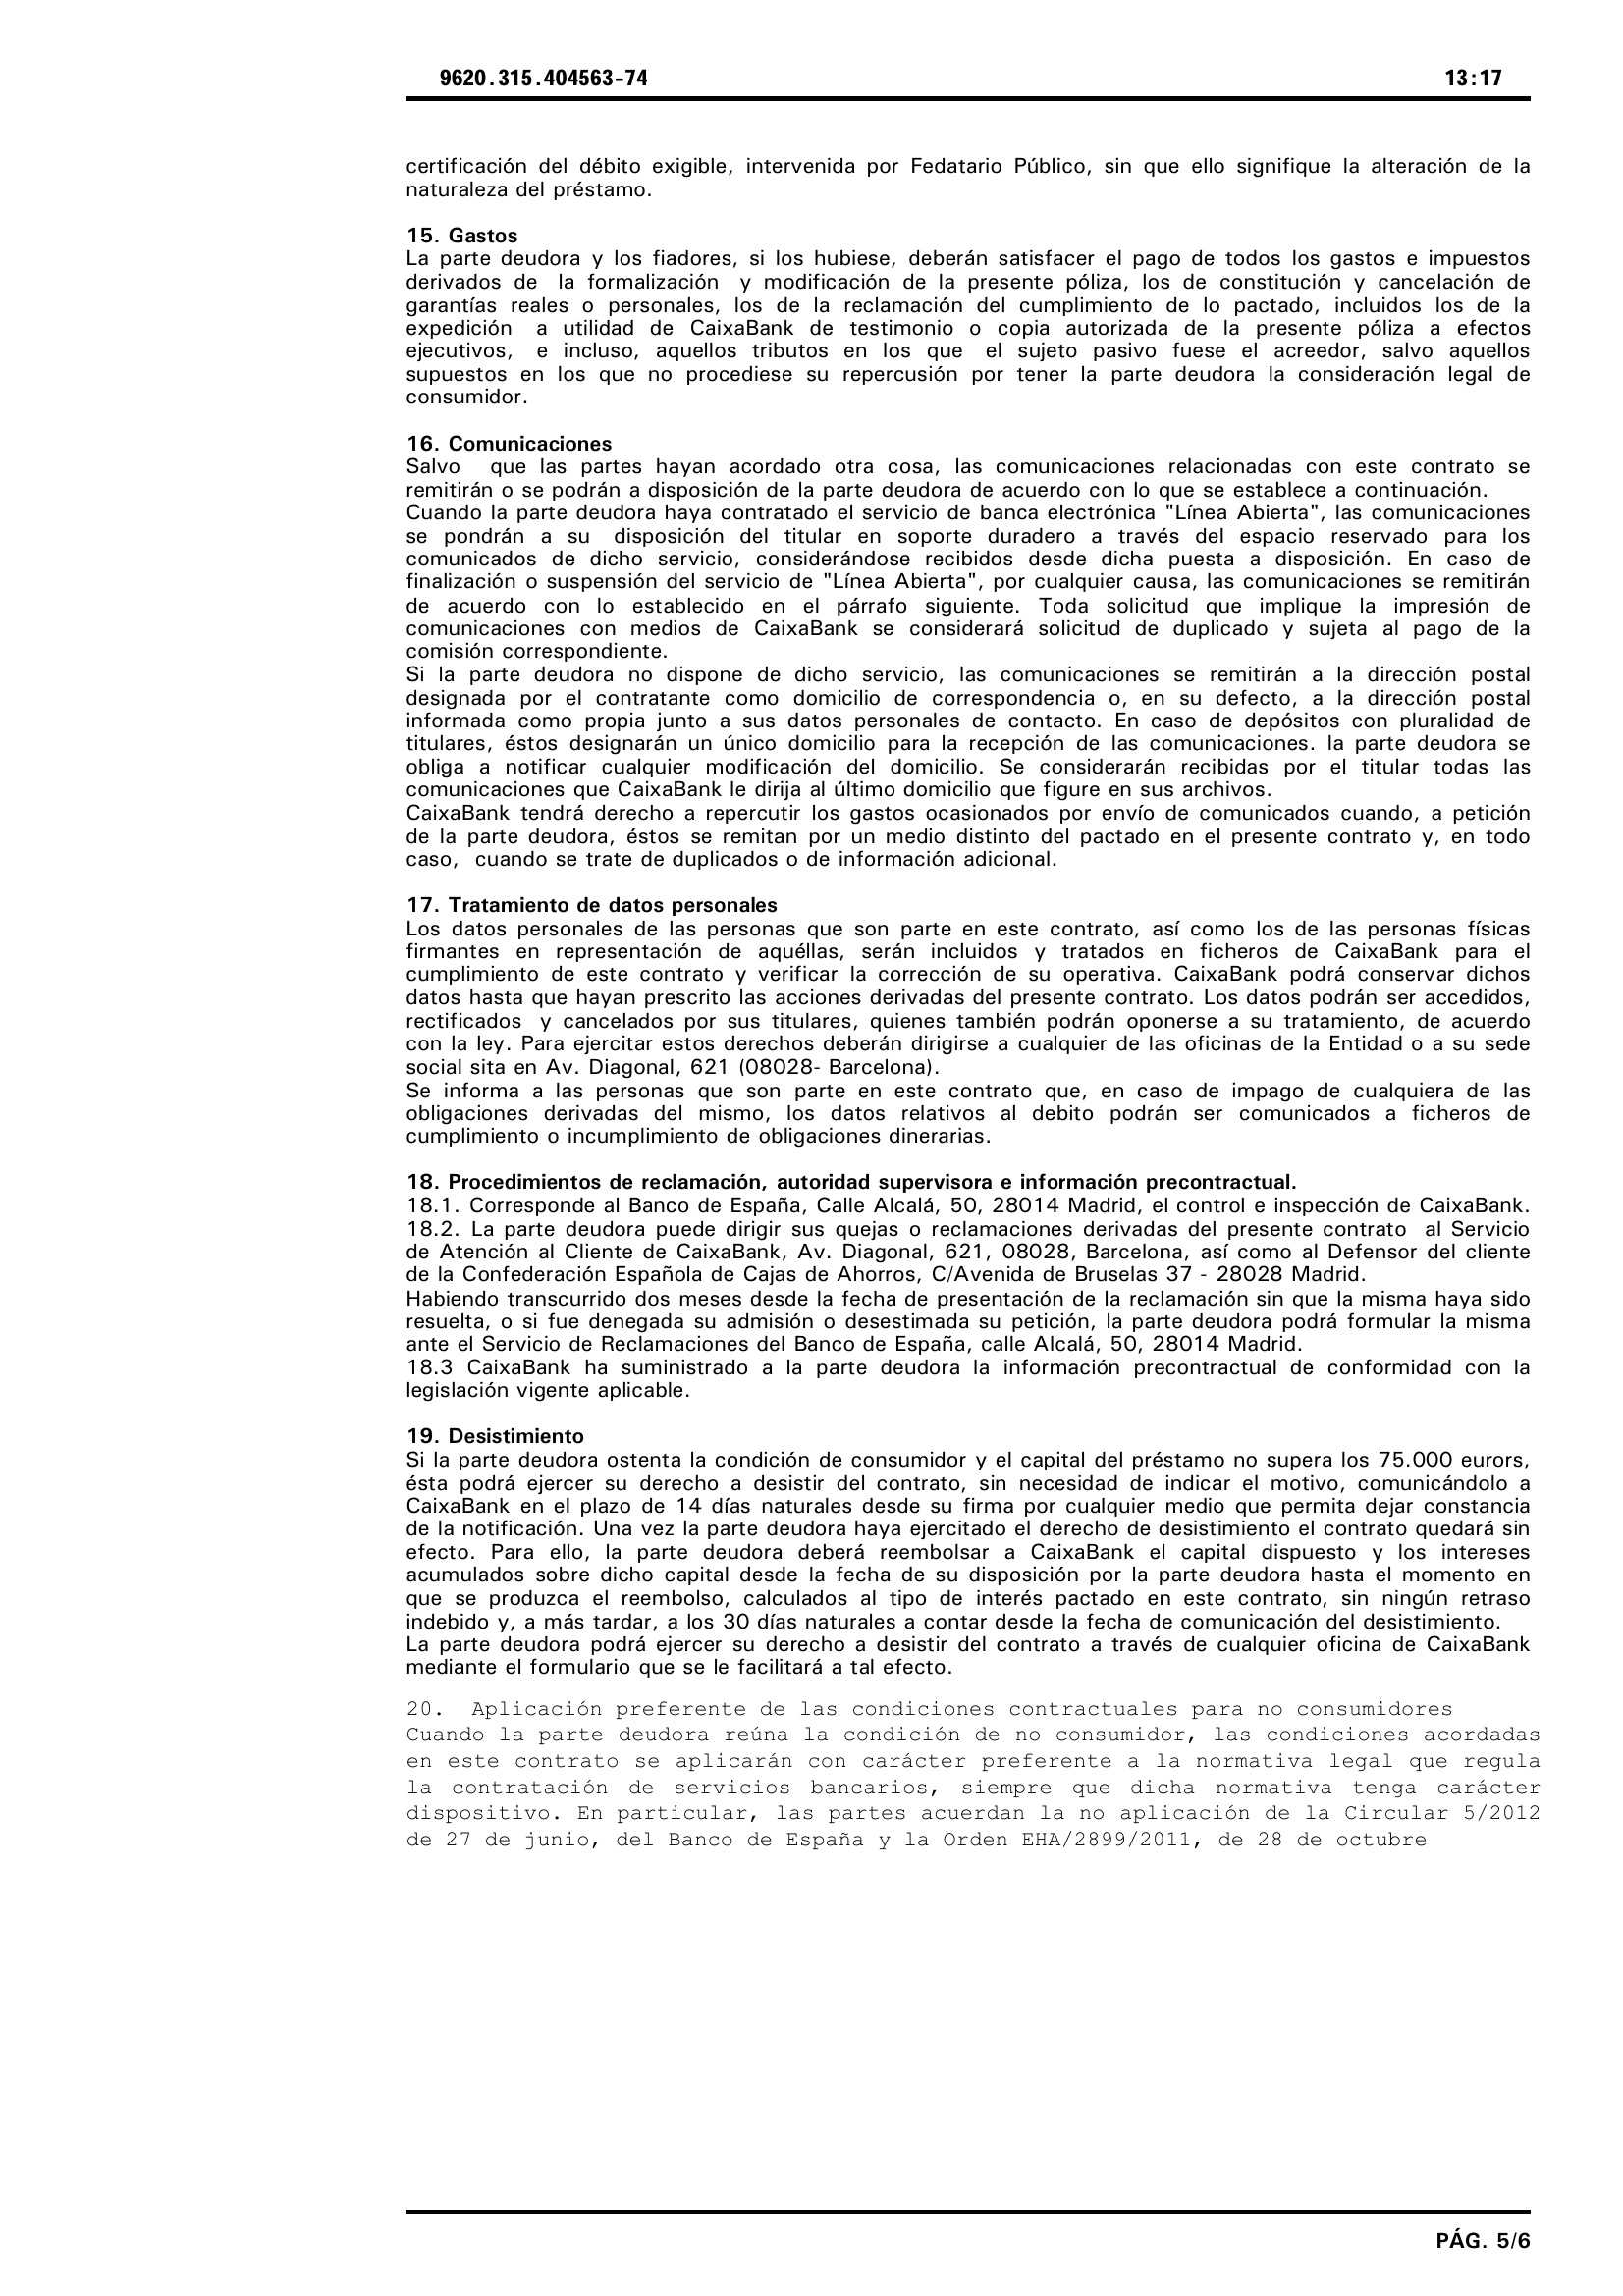 9620.315.404563-74 13:17
certificación del débito exigible, intervenida por Fedatario Público, sin que ello signifique la alteración de la
naturaleza del préstamo.
15. Gastos
La parte deudora y los fiadores, si los hubiese, deberán satisfacer el pago de todos los gastos e impuestos
derivados de la formalización y modificación de la presente póliza, los de constitución y cancelación de
garantías reales o personales, los de la reclamación del cumplimiento de lo pactado, incluidos los de la
expedición a utilidad de CaixaBank de testimonio o copia autorizada de la presente póliza a efectos
ejecutivos, e incluso, aquellos tributos en los que el sujeto pasivo fuese el acreedor, salvo aquellos
supuestos en los que no procediese su repercusión por tener la parte deudora la consideración legal de
consumidor.
16. Comunicaciones
Salvo que las partes hayan acordado otra cosa, las comunicaciones relacionadas con este contrato se
remitirán o se podrán a disposición de la parte deudora de acuerdo con lo que se establece a continuación.
Cuando la parte deudora haya contratado el servicio de banca electrónica "Línea Abierta", las comunicaciones
se pondrán a su disposición del titular en soporte duradero a través del espacio reservado para los
comunicados de dicho servicio, considerándose recibidos desde dicha puesta a disposición. En caso de
finalización o suspensión del servicio de "Línea Abierta", por cualquier causa, las comunicaciones se remitirán
de acuerdo con lo establecido en el párrafo siguiente. Toda solicitud que implique la impresión de
comunicaciones con medios de CaixaBank se considerará solicitud de duplicado y sujeta al pago de la
comisión correspondiente.
Si la parte deudora no dispone de dicho servicio, las comunicaciones se remitirán a la dirección postal
designada por el contratante como domicilio de correspondencia o, en su defecto, a la dirección postal
informada como propia junto a sus datos personales de contacto. En caso de depósitos con pluralidad de
titulares, éstos designarán un único domicilio para la recepción de las comunicaciones. la parte deudora se
obliga a notificar cualquier modificación del domicilio. Se considerarán recibidas por el titular todas las
comunicaciones que CaixaBank le dirija al último domicilio que figure en sus archivos.
CaixaBank tendrá derecho a repercutir los gastos ocasionados por envío de comunicados cuando, a petición
de la parte deudora, éstos se remitan por un medio distinto del pactado en el presente contrato y, en todo
caso, cuando se trate de duplicados o de información adicional.
17. Tratamiento de datos personales
Los datos personales de las personas que son parte en este contrato, así como los de las personas físicas
firmantes en representación de aquéllas, serán incluidos y tratados en ficheros de CaixaBank para el
cumplimiento de este contrato y verificar la corrección de su operativa. CaixaBank podrá conservar dichos
datos hasta que hayan prescrito las acciones derivadas del presente contrato. Los datos podrán ser accedidos,
rectificados y cancelados por sus titulares, quienes también podrán oponerse a su tratamiento, de acuerdo
con la ley. Para ejercitar estos derechos deberán dirigirse a cualquier de las oficinas de la Entidad o a su sede
social sita en Av. Diagonal, 621 (08028- Barcelona).
Se informa a las personas que son parte en este contrato que, en caso de impago de cualquiera de las
obligaciones derivadas del mismo, los datos relativos al debito podrán ser comunicados a ficheros de
cumplimiento o incumplimiento de obligaciones dinerarias.
18. Procedimientos de reclamación, autoridad supervisora e información precontractual.
18.1. Corresponde al Banco de España, Calle Alcalá, 50, 28014 Madrid, el control e inspección de CaixaBank.
18.2. La parte deudora puede dirigir sus quejas o reclamaciones derivadas del presente contrato al Servicio
de Atención al Cliente de CaixaBank, Av. Diagonal, 621, 08028, Barcelona, así como al Defensor del cliente
de la Confederación Española de Cajas de Ahorros, C/Avenida de Bruselas 37 - 28028 Madrid.
Habiendo transcurrido dos meses desde la fecha de presentación de la reclamación sin que la misma haya sido
resuelta, o si fue denegada su admisión o desestimada su petición, la parte deudora podrá formular la misma
ante el Servicio de Reclamaciones del Banco de España, calle Alcalá, 50, 28014 Madrid.
18.3 CaixaBank ha suministrado a la parte deudora la información precontractual de conformidad con la
legislación vigente aplicable.
19. Desistimiento
Si la parte deudora ostenta la condición de consumidor y el capital del préstamo no supera los 75.000 eurors,
ésta podrá ejercer su derecho a desistir del contrato, sin necesidad de indicar el motivo, comunicándolo a
CaixaBank en el plazo de 14 días naturales desde su firma por cualquier medio que permita dejar constancia
de la notificación. Una vez la parte deudora haya ejercitado el derecho de desistimiento el contrato quedará sin
efecto. Para ello, la parte deudora deberá reembolsar a CaixaBank el capital dispuesto y los intereses
acumulados sobre dicho capital desde la fecha de su disposición por la parte deudora hasta el momento en
que se produzca el reembolso, calculados al tipo de interés pactado en este contrato, sin ningún retraso
indebido y, a más tardar, a los 30 días naturales a contar desde la fecha de comunicación del desistimiento.
La parte deudora podrá ejercer su derecho a desistir del contrato a través de cualquier oficina de CaixaBank
mediante el formulario que se le facilitará a tal efecto.
20. Aplicación preferente de las condiciones contractuales para no consumidores
Cuando la parte deudora reúna la condición de no consumidor, las condiciones acordadas
en este contrato se aplicarán con carácter preferente a la normativa legal que regula
la contratación de servicios bancarios, siempre que dicha normativa tenga carácter
dispositivo. En particular, las partes acuerdan la no aplicación de la Circular 5/2012
de 27 de junio, del Banco de España y la Orden EHA/2899/2011, de 28 de octubre
PÁG. 5/6